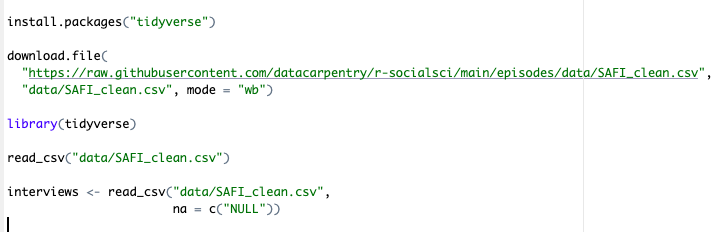 install.packages("tidyverse")
download.file(
"https://raw.githubusercontent.com/datacarpentry/r-socialsci/main/episodes/data/SAFI_clean.csv",
"data/SAFI_clean.csv", mode = "wb")
library(tidyverse)
read_csv("data/SAFI_clean.csv")
interviews <- read_csv("data/SAFI_clean.csv",
na = c("NULL"))